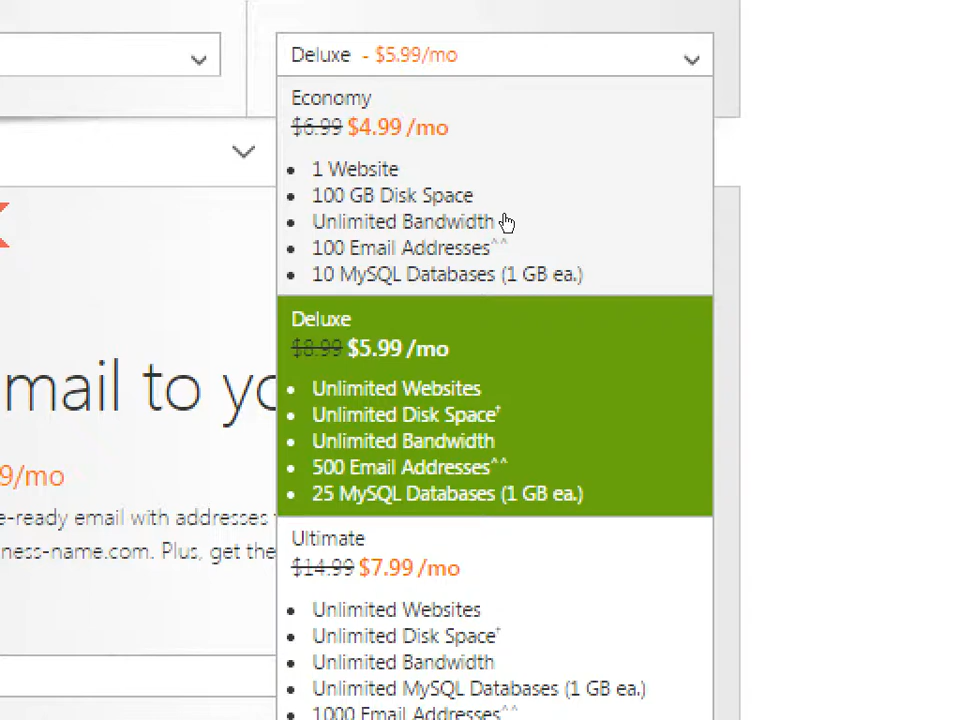 Deluxe - $5.99/mo
Economy
$6.99 $4.99 /mo
1 Website
100 GB Disk Space
Unlimited Bandwidth
100 Email Addresses^^
10 MySQL Databases (1 GB ea.)
Deluxe
$8.99 $5.99 /mo
Unlimited Websites
Unlimited Disk Space†
Unlimited Bandwidth
mail to yo
500 Email Addresses^^
9/mo
25 MySQL Databases (1 GB ea.)
e-ready email with addresses
Ultimate
ness-name.com. Plus, get the
$14.99 $7.99 /mo
Unlimited Websites
Unlimited Disk Space†
Unlimited Bandwidth
Unlimited MySQL Databases (1 GB ea.)
1000 Email Addresses^^